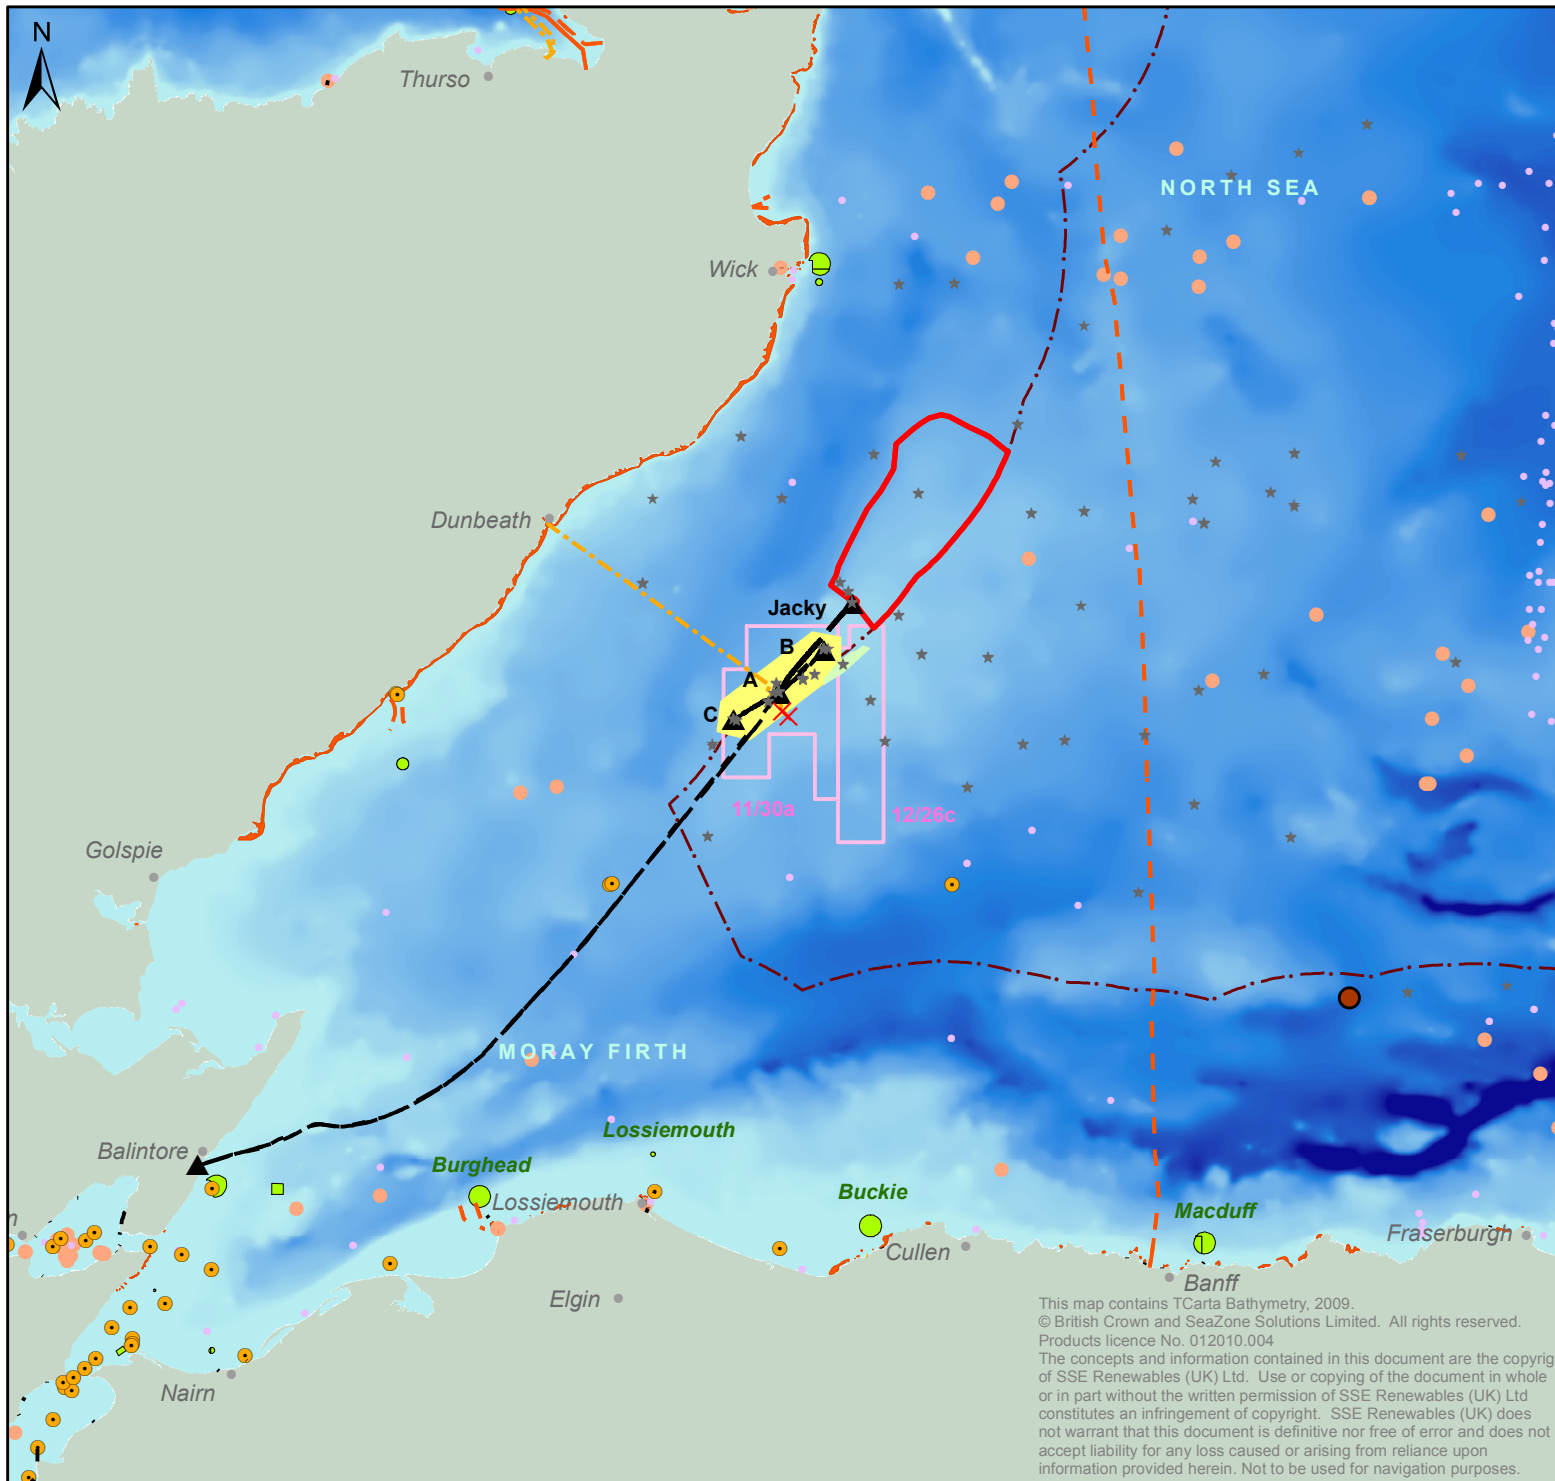 N
Thurso
NORTH SEA
Wick
Dunbeath
Jacky
B
A
C
11/30a
12/26c
Golspie
MORAY FIRTH
Balintore
Lossiemouth
Burghead
Lossiemouth
Buckie
Macduff
n
Cullen
Fraserburgh
Banff
Elgin
Nairn
This map contains TCarta Bathymetry, 2009.
© British Crown and SeaZone Solutions Limited. All rights reserved.
Products licence No. 012010.004
The concepts and information contained in this document are the copyrig
of SSE Renewables (UK) Ltd. Use or copying of the document in whole
or in part without the written permission of SSE Renewables (UK) Ltd
constitutes an infringement of copyright. SSE Renewables (UK) does
not warrant that this document is definitive nor free of error and does not
accept liability for any loss caused or arising from reliance upon
information provided herein. Not to be used for navigation purposes.